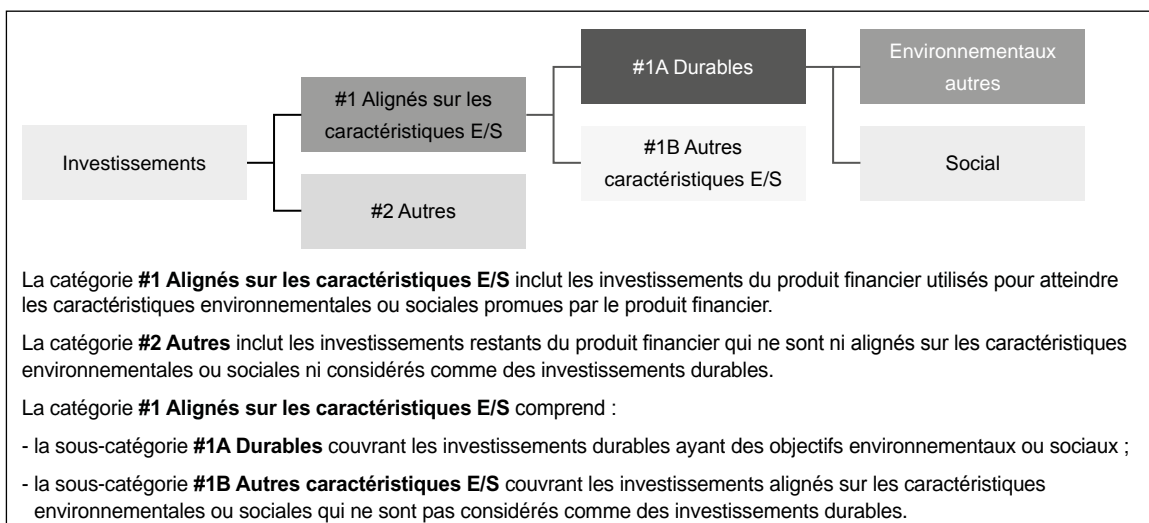 Investissements
#1 Alignés sur les
caractéristiques E/S
#2 Autres
#1A Durables
#1B Autres
caractéristiques E/S
Environnementaux
autres
Social
La catégorie #1 Alignés sur les caractéristiques E/S inclut les investissements du produit financier utilisés pour atteindre
les caractéristiques environnementales ou sociales promues par le produit financier.
La catégorie #2 Autres inclut les investissements restants du produit financier qui ne sont ni alignés sur les caractéristiques
environnementales ou sociales ni considérés comme des investissements durables.
La catégorie #1 Alignés sur les caractéristiques E/S comprend :
- la sous-catégorie #1A Durables couvrant les investissements durables ayant des objectifs environnementaux ou sociaux ;
- la sous-catégorie #1B Autres caractéristiques E/S couvrant les investissements alignés sur les caractéristiques
environnementales ou sociales qui ne sont pas considérés comme des investissements durables.